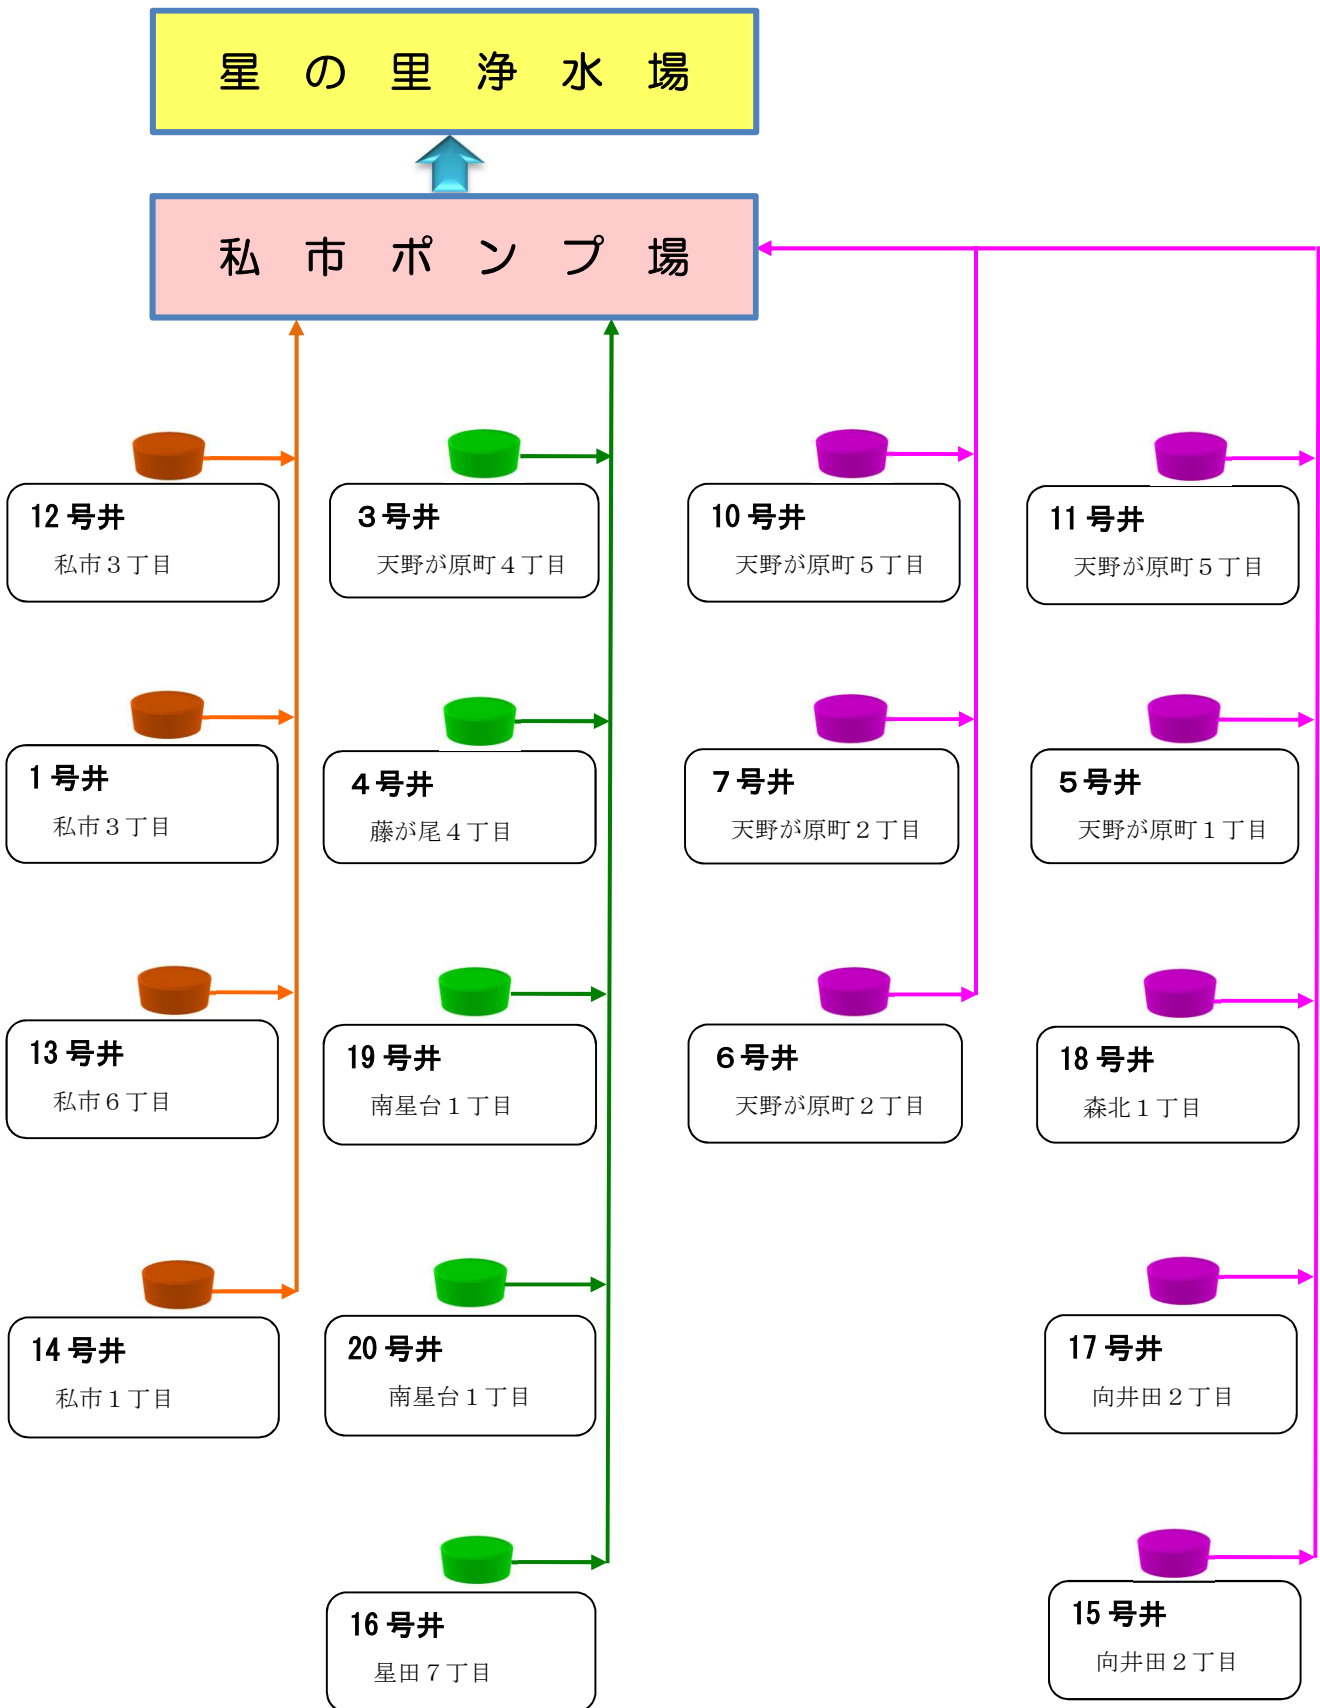 星の里浄水場
私市ポンプ場
12号井
私市３丁目
３号井
天野が原町４丁目
10号井
天野が原町５丁目
11号井
天野が原町５丁目
１号井
私市３丁目
４号井
藤が尾４丁目
７号井
天野が原町２丁目
５号井
天野が原町１丁目
13号井
私市６丁目
19号井
南星台１丁目
６号井
天野が原町２丁目
18号井
森北１丁目
14号井
私市１丁目
20号井
南星台１丁目
17号井
向井田２丁目
16号井
星田７丁目
15号井
向井田２丁目